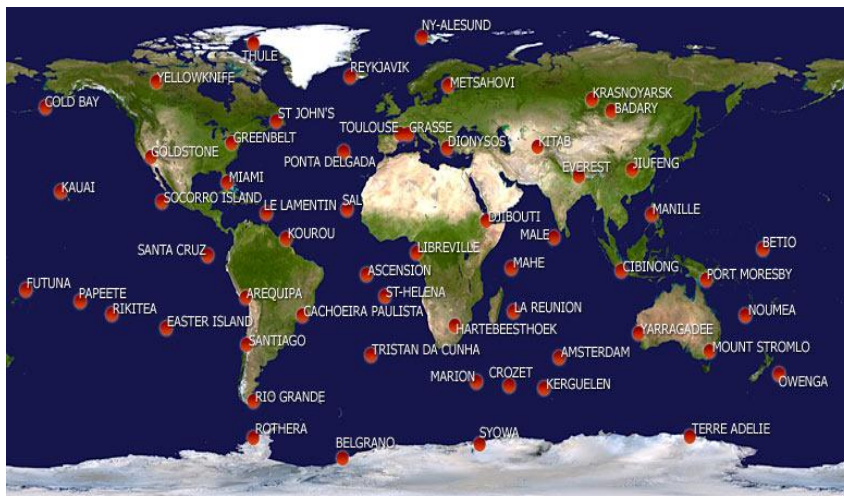 NY-ALESUND
THULE
REYKJAVIK
YELLOWKNIFE
METSAHOVI
KRASNOYARSK
COLD BAY
BADARY
ST JOHN'S
TOULOUSE
GRASSE
GREENBELT
DIONYSOS
KITAB
GOLDSTONE
PONTA DELGADA
EVEREST
JIUFENG
MIAMI
KAUAI
SOCORRO ISLAND
SAL
LE LAMENTIN
DJIBOUTI
MANILLE
KOUROU
MALE
SANTA CRUZ
LIBREVILLE
BETIO
MAHE
ASCENSION
CIBINONG
PORT MORESBY
FUTUNA
PAPEETE
AREQUIPA
ST-HELENA
RIKITEA
CACHOEIRA PAULISTA
LA REUNION
NOUMEA
EASTER ISLAND
HARTEBEESTHOEK
YARRAGADEE
SANTIAGO
TRISTAN DA CUNHA
AMSTERDAM
MOUNT STROMLO
MARION
CROZET
KERGUELEN
OWENGA
RIO GRANDE
ROTHERA
BELGRANO
SYOWA
TERRE ADELIE